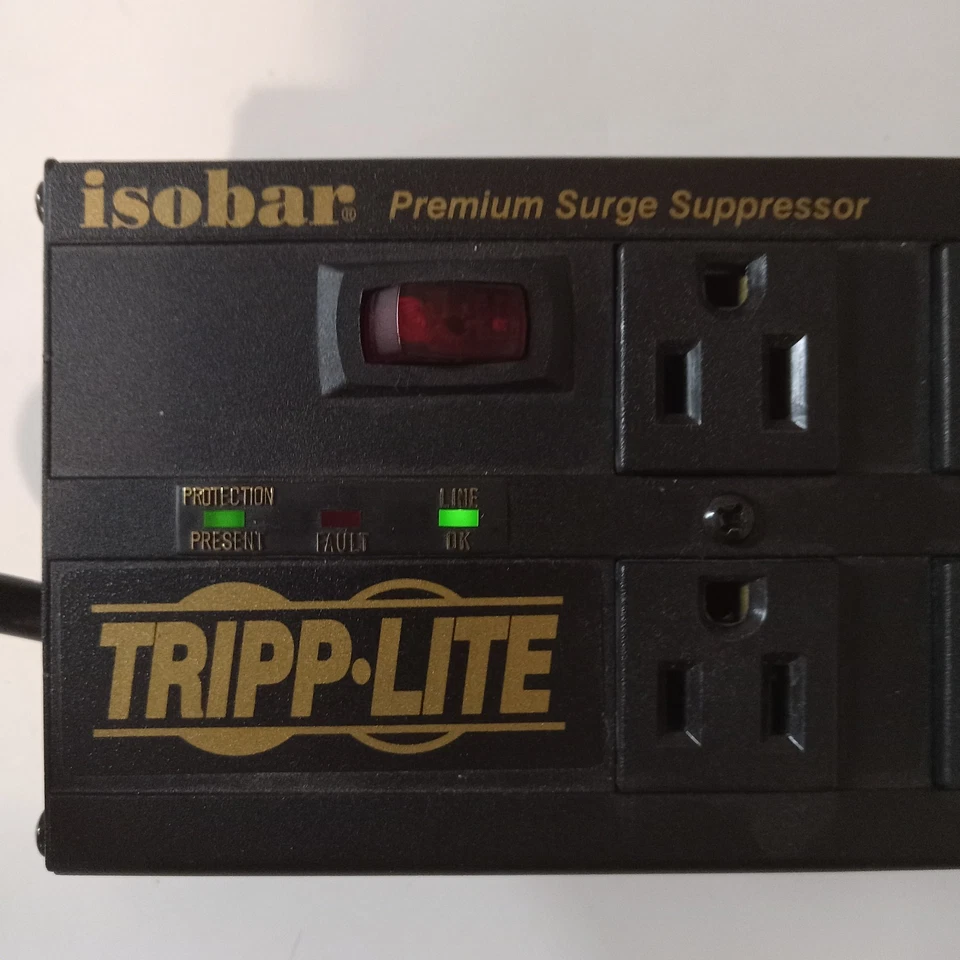 isobar® Premium Surge Suppressor
PROTECTION PRESENT
FAULT
LINE OK
TRIPP·LITE